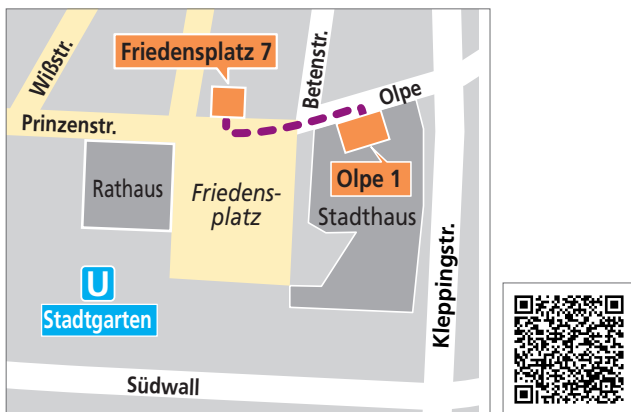 Wißstr.
Friedensplatz 7
Betenstr.
Olpe
Prinzenstr.
Rathaus
Friedens-
platz
Olpe 1
Stadthaus
Kleppingstr.
U
Stadtgarten
Südwall